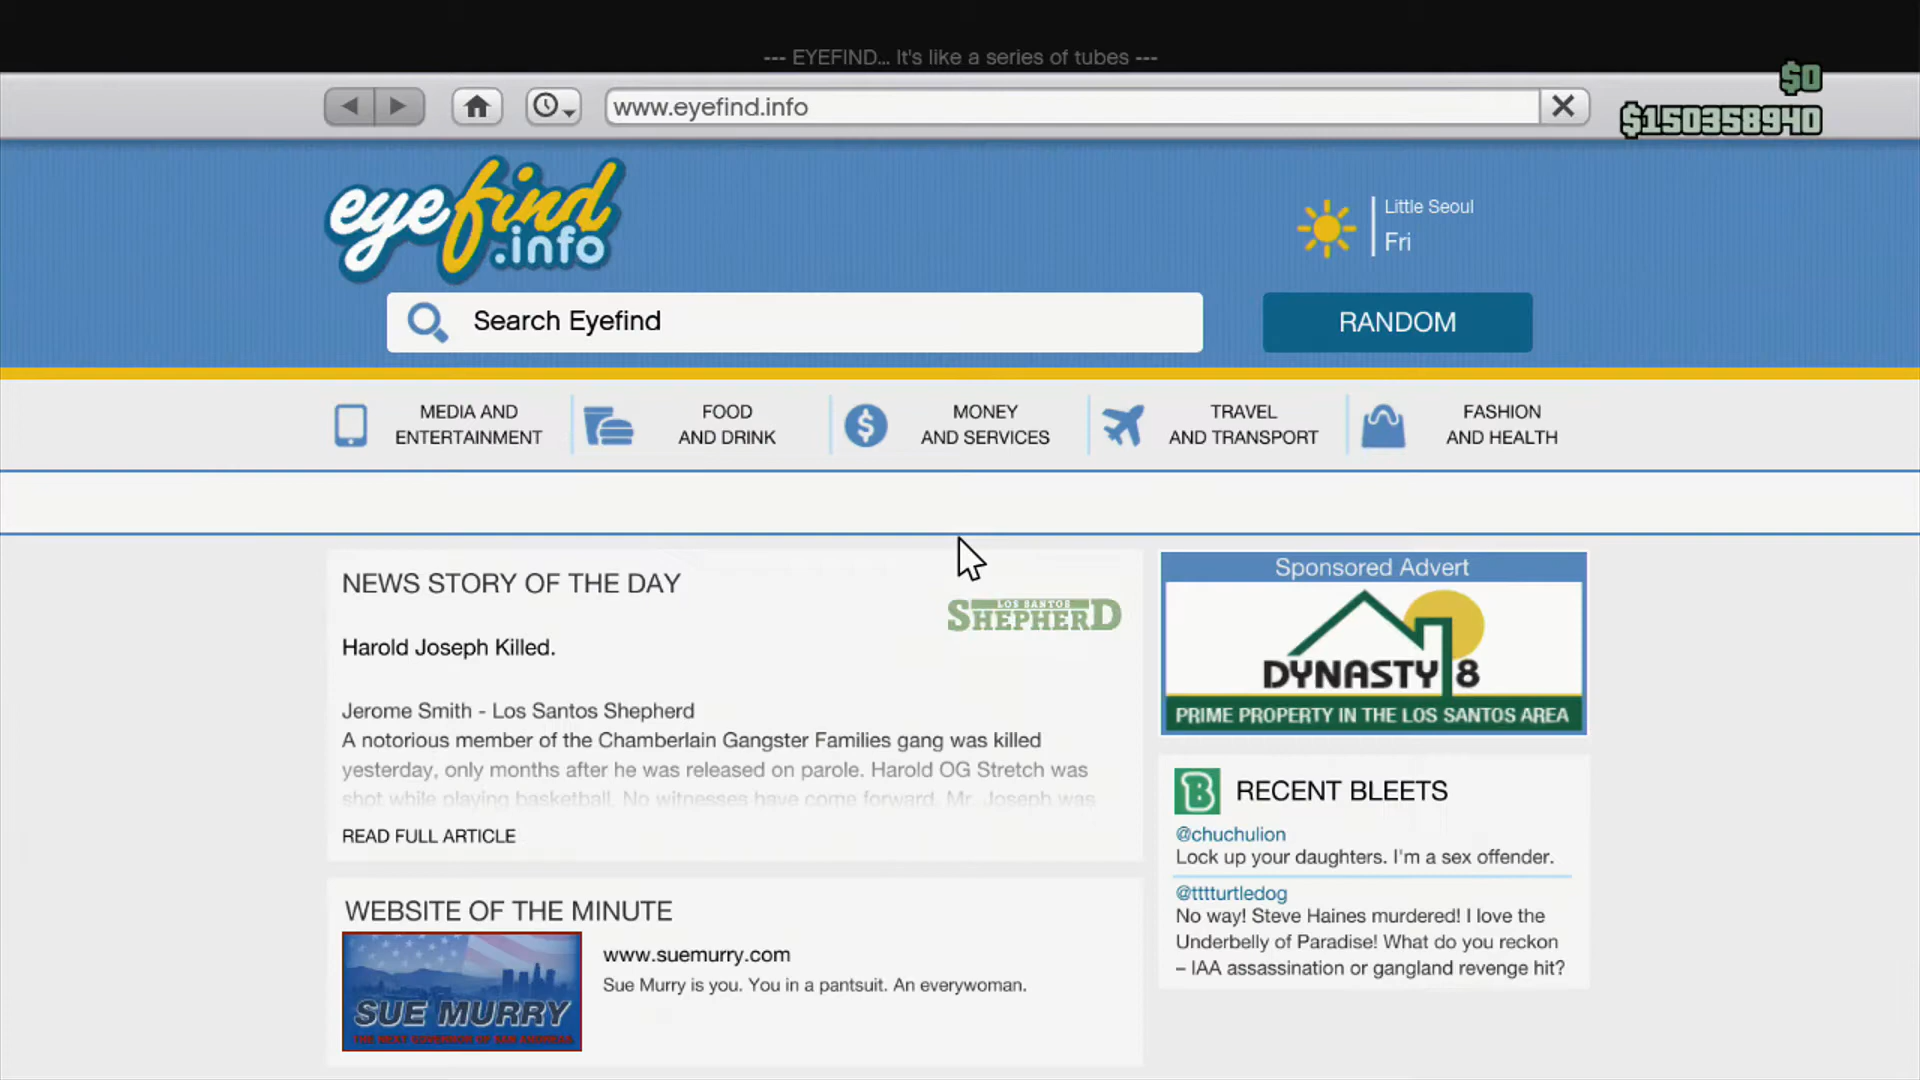 --- EYEFIND... It's like a series of tubes ---
$0
www.eyefind.info
$150358940
eyefind
.info
Little Seoul
Fri
Search Eyefind
RANDOM
MEDIA AND
ENTERTAINMENT
FOOD
AND DRINK
MONEY
AND SERVICES
TRAVEL
AND TRANSPORT
FASHION
AND HEALTH
NEWS STORY OF THE DAY
LOS SANTOS
SHEPHERD
Harold Joseph Killed.
Jerome Smith - Los Santos Shepherd
A notorious member of the Chamberlain Gangster Families gang was killed
yesterday, only months after he was released on parole. Harold OG Stretch was
shot while playing basketball. No witnesses have come forward. Mr. Joseph was
READ FULL ARTICLE
WEBSITE OF THE MINUTE
SUE MURRY
THE NEXT GOVERNOR OF SAN ANDREAS
www.suemurry.com
Sue Murry is you. You in a pantsuit. An everywoman.
Sponsored Advert
DYNASTY 8
PRIME PROPERTY IN THE LOS SANTOS AREA
B
RECENT BLEETS
@chuchulion
Lock up your daughters. I'm a sex offender.
@tttturtledog
No way! Steve Haines murdered! I love the
Underbelly of Paradise! What do you reckon
– IAA assassination or gangland revenge hit?